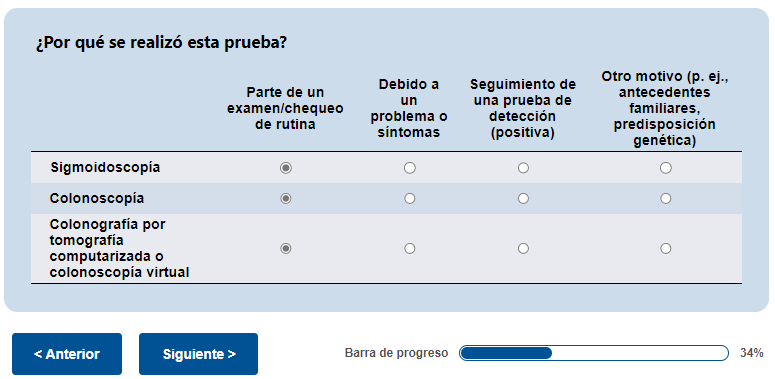 ¿Por qué se realizó esta prueba?
Parte de un
examen/chequeo
de rutina
Debido a
un
problema o
síntomas
Seguimiento de
una prueba de
detección
(positiva)
Otro motivo (p. ej.,
antecedentes
familiares,
predisposición
genética)
Sigmoidoscopía
Colonoscopía
Colonografía por
tomografía
computarizada o
colonoscopía virtual
< Anterior
Siguiente >
Barra de progreso
34%